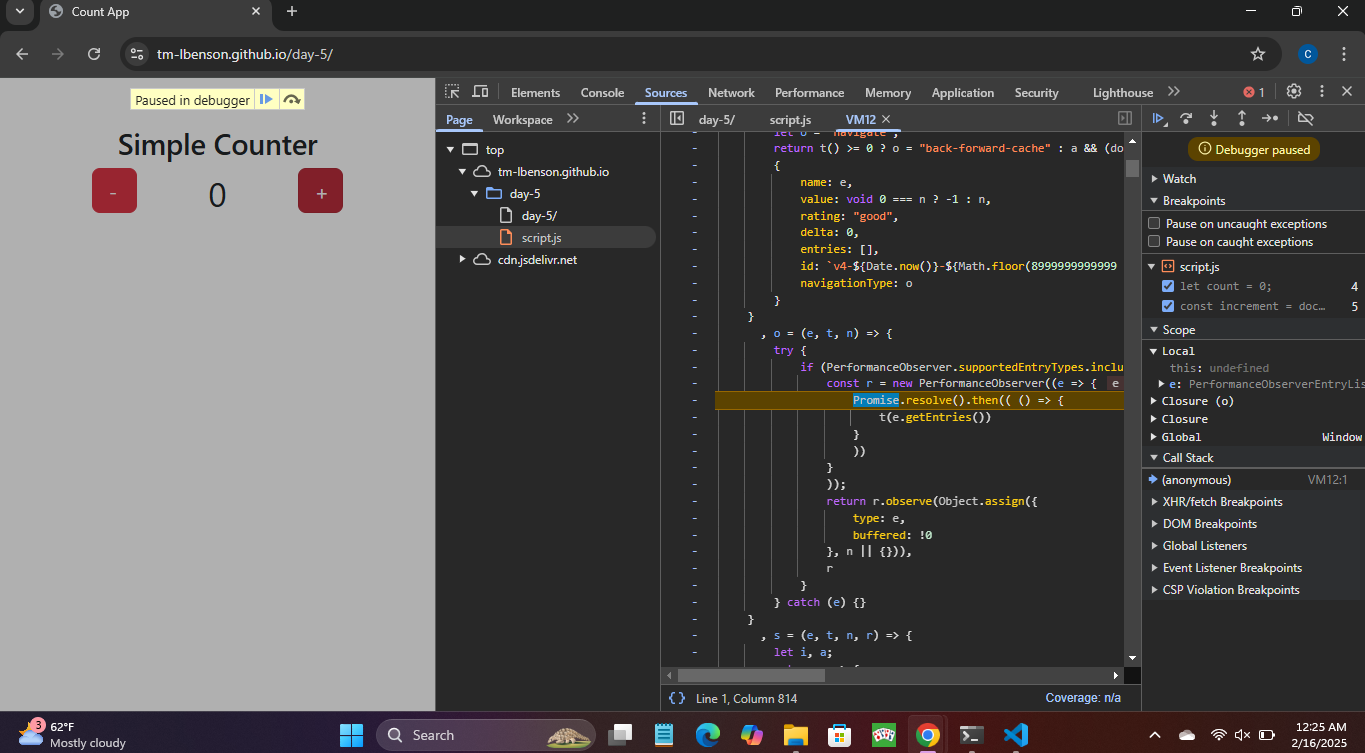 Count App
tm-lbenson.github.io/day-5/
C
Paused in debugger
Simple Counter
-
0
+
Elements
Console
Sources
Network
Performance
Memory
Application
Security
Lighthouse
1
Page
Workspace
day-5/
script.js
VM12
top
tm-lbenson.github.io
day-5
day-5/
script.js
cdn.jsdelivr.net
return t() >= 0 ? o = "back-forward-cache" : a && (do
{
name: e,
value: void 0 === n ? -1 : n,
rating: "good",
delta: 0,
entries: [],
id: `v4-${Date.now()}-${Math.floor(8999999999999
navigationType: o
}
}
, o = (e, t, n) => {
try {
if (PerformanceObserver.supportedEntryTypes.inclu
const r = new PerformanceObserver((e => { e
Promise.resolve().then(( () => {
t(e.getEntries())
}
))
}
));
return r.observe(Object.assign({
type: e,
buffered: !0
}, n || {})),
r
}
} catch (e) {}
}
, s = (e, t, n, r) => {
let i, a;
{} Line 1, Column 814
Coverage: n/a
Debugger paused
Watch
Breakpoints
Pause on uncaught exceptions
Pause on caught exceptions
script.js
let count = 0; 4
const increment = doc… 5
Scope
Local
this: undefined
e: PerformanceObserverEntryLis
Closure (o)
Closure
Global Window
Call Stack
(anonymous) VM12:1
XHR/fetch Breakpoints
DOM Breakpoints
Global Listeners
Event Listener Breakpoints
CSP Violation Breakpoints
3
62°F
Mostly cloudy
Search
12:25 AM
2/16/2025